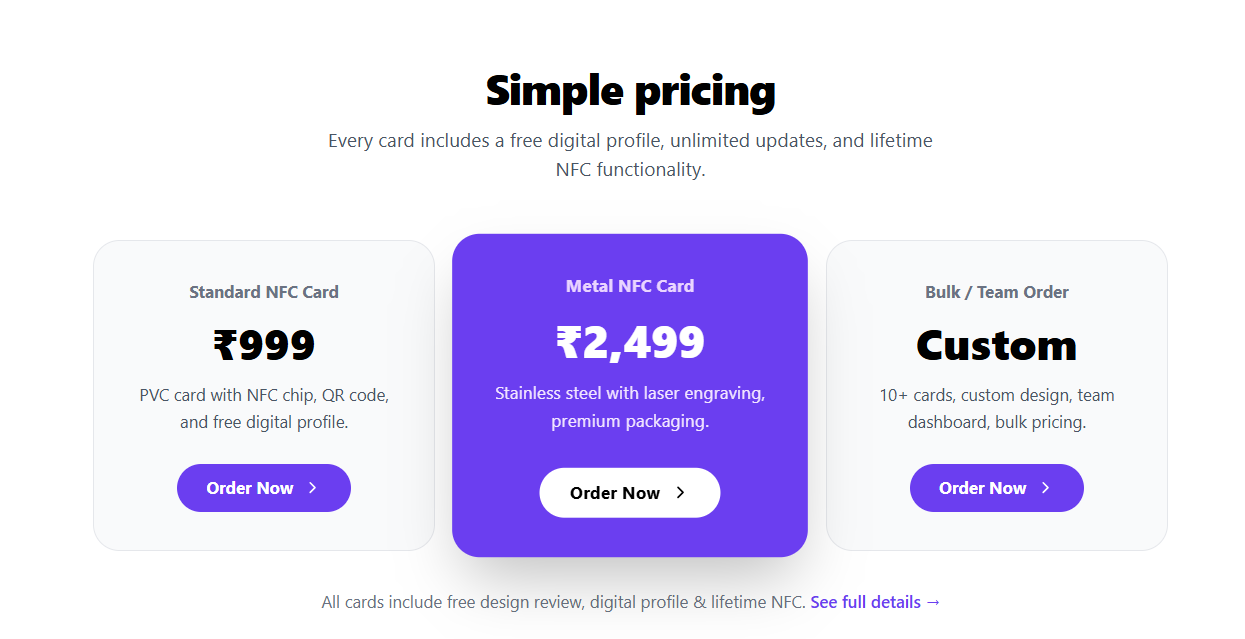 Simple pricing
Every card includes a free digital profile, unlimited updates, and lifetime
NFC functionality.
Standard NFC Card
₹999
PVC card with NFC chip, QR code,
and free digital profile.
Order Now
Metal NFC Card
₹2,499
Stainless steel with laser engraving,
premium packaging.
Order Now
Bulk / Team Order
Custom
10+ cards, custom design, team
dashboard, bulk pricing.
Order Now
All cards include free design review, digital profile & lifetime NFC. See full details →